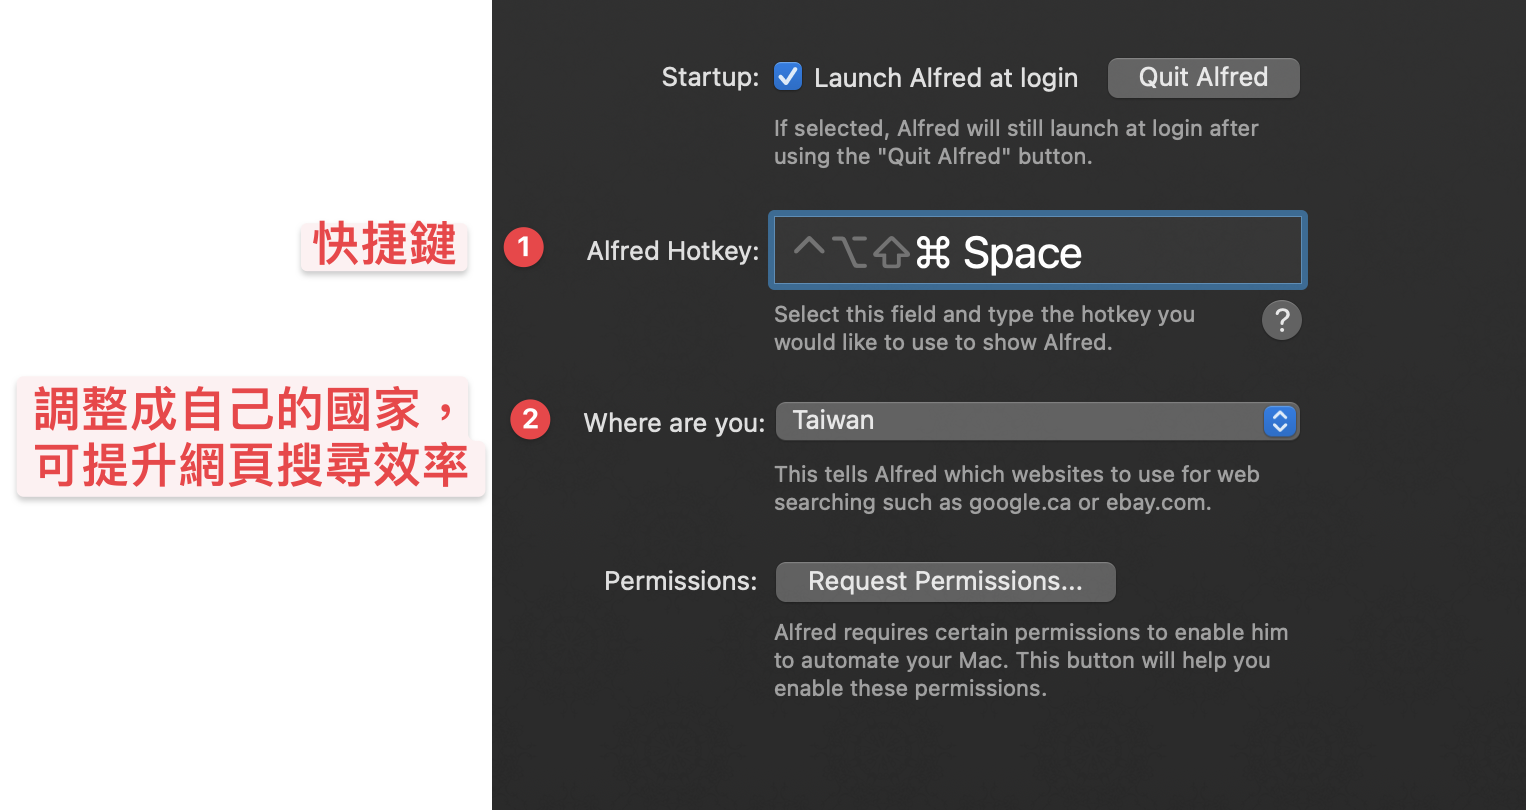 Startup: Launch Alfred at login Quit Alfred
If selected, Alfred will still launch at login after
using the "Quit Alfred" button.
快捷鍵 1 Alfred Hotkey: ^⌥⇧⌘ Space
Select this field and type the hotkey you
would like to use to show Alfred.
?
調整成自己的國家，
可提升網頁搜尋效率
2 Where are you: Taiwan
This tells Alfred which websites to use for web
searching such as google.ca or ebay.com.
Permissions: Request Permissions...
Alfred requires certain permissions to enable him
to automate your Mac. This button will help you
enable these permissions.